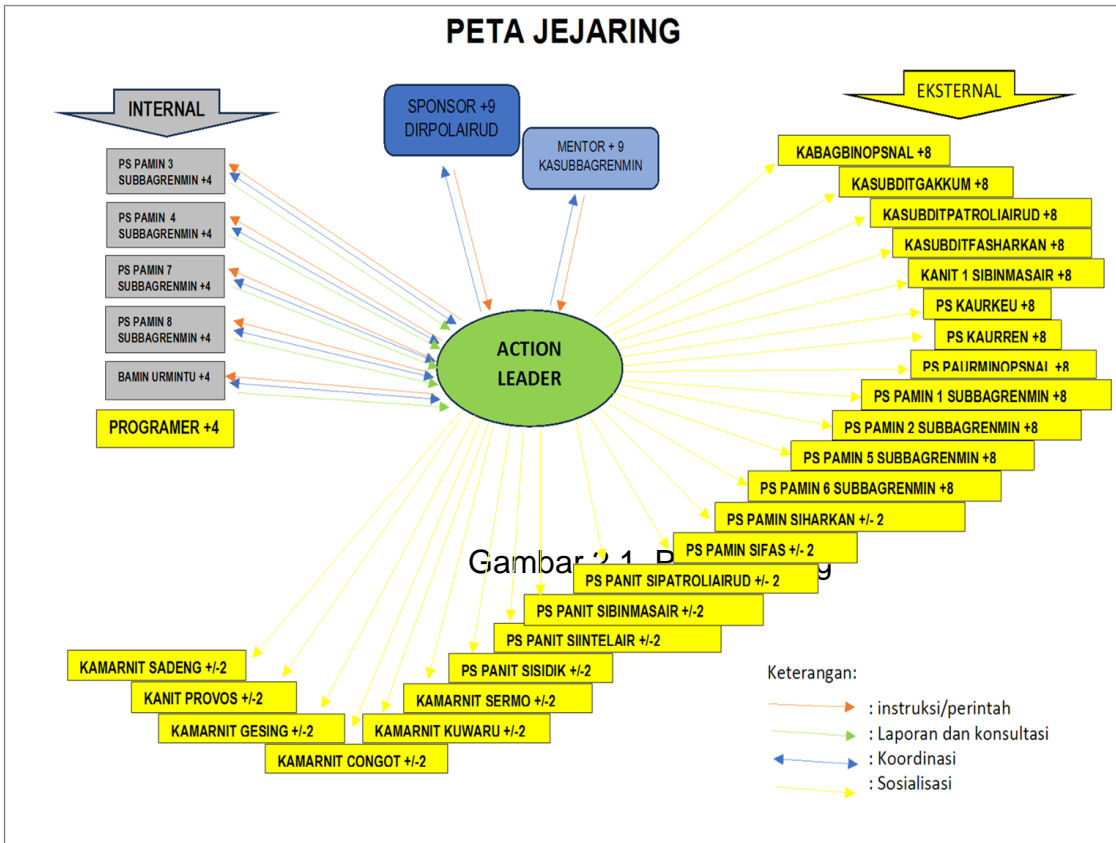 PETA JEJARING
INTERNAL
PS PAMIN 3
SUBBAGRENMIN +4
PS PAMIN 4
SUBBAGRENMIN +4
PS PAMIN 7
SUBBAGRENMIN +4
PS PAMIN 8
SUBBAGRENMIN +4
BAMIN URMINTU +4
PROGRAMER +4
SPONSOR +9
DIRPOLAIRUD
MENTOR + 9
KASUBBAGRENMIN
ACTION
LEADER
EKSTERNAL
KABAGBINOPSNAL +8
KASUBDITGAKKUM +8
KASUBDITPATROLIAIRUD +8
KASUBDITFASHARKAN +8
KANIT 1 SIBINMASAIR +8
PS KAURKEU +8
PS KAURREN +8
PS PAURMINOPSNAL +8
PS PAMIN 1 SUBBAGRENMIN +8
PS PAMIN 2 SUBBAGRENMIN +8
PS PAMIN 5 SUBBAGRENMIN +8
PS PAMIN 6 SUBBAGRENMIN +8
PS PAMIN SIHARKAN +/- 2
PS PAMIN SIFAS +/- 2
Gambar 2.1
PS PANIT SIPATROLIAIRUD +/- 2
PS PANIT SIBINMASAIR +/-2
PS PANIT SIINTELAIR +/-2
PS PANIT SISIDIK +/-2
KAMARNIT SERMO +/-2
KAMARNIT KUWARU +/-2
KAMARNIT SADENG +/-2
KANIT PROVOS +/-2
KAMARNIT GESING +/-2
KAMARNIT CONGOT +/-2
Keterangan:
: instruksi/perintah
: Laporan dan konsultasi
: Koordinasi
: Sosialisasi